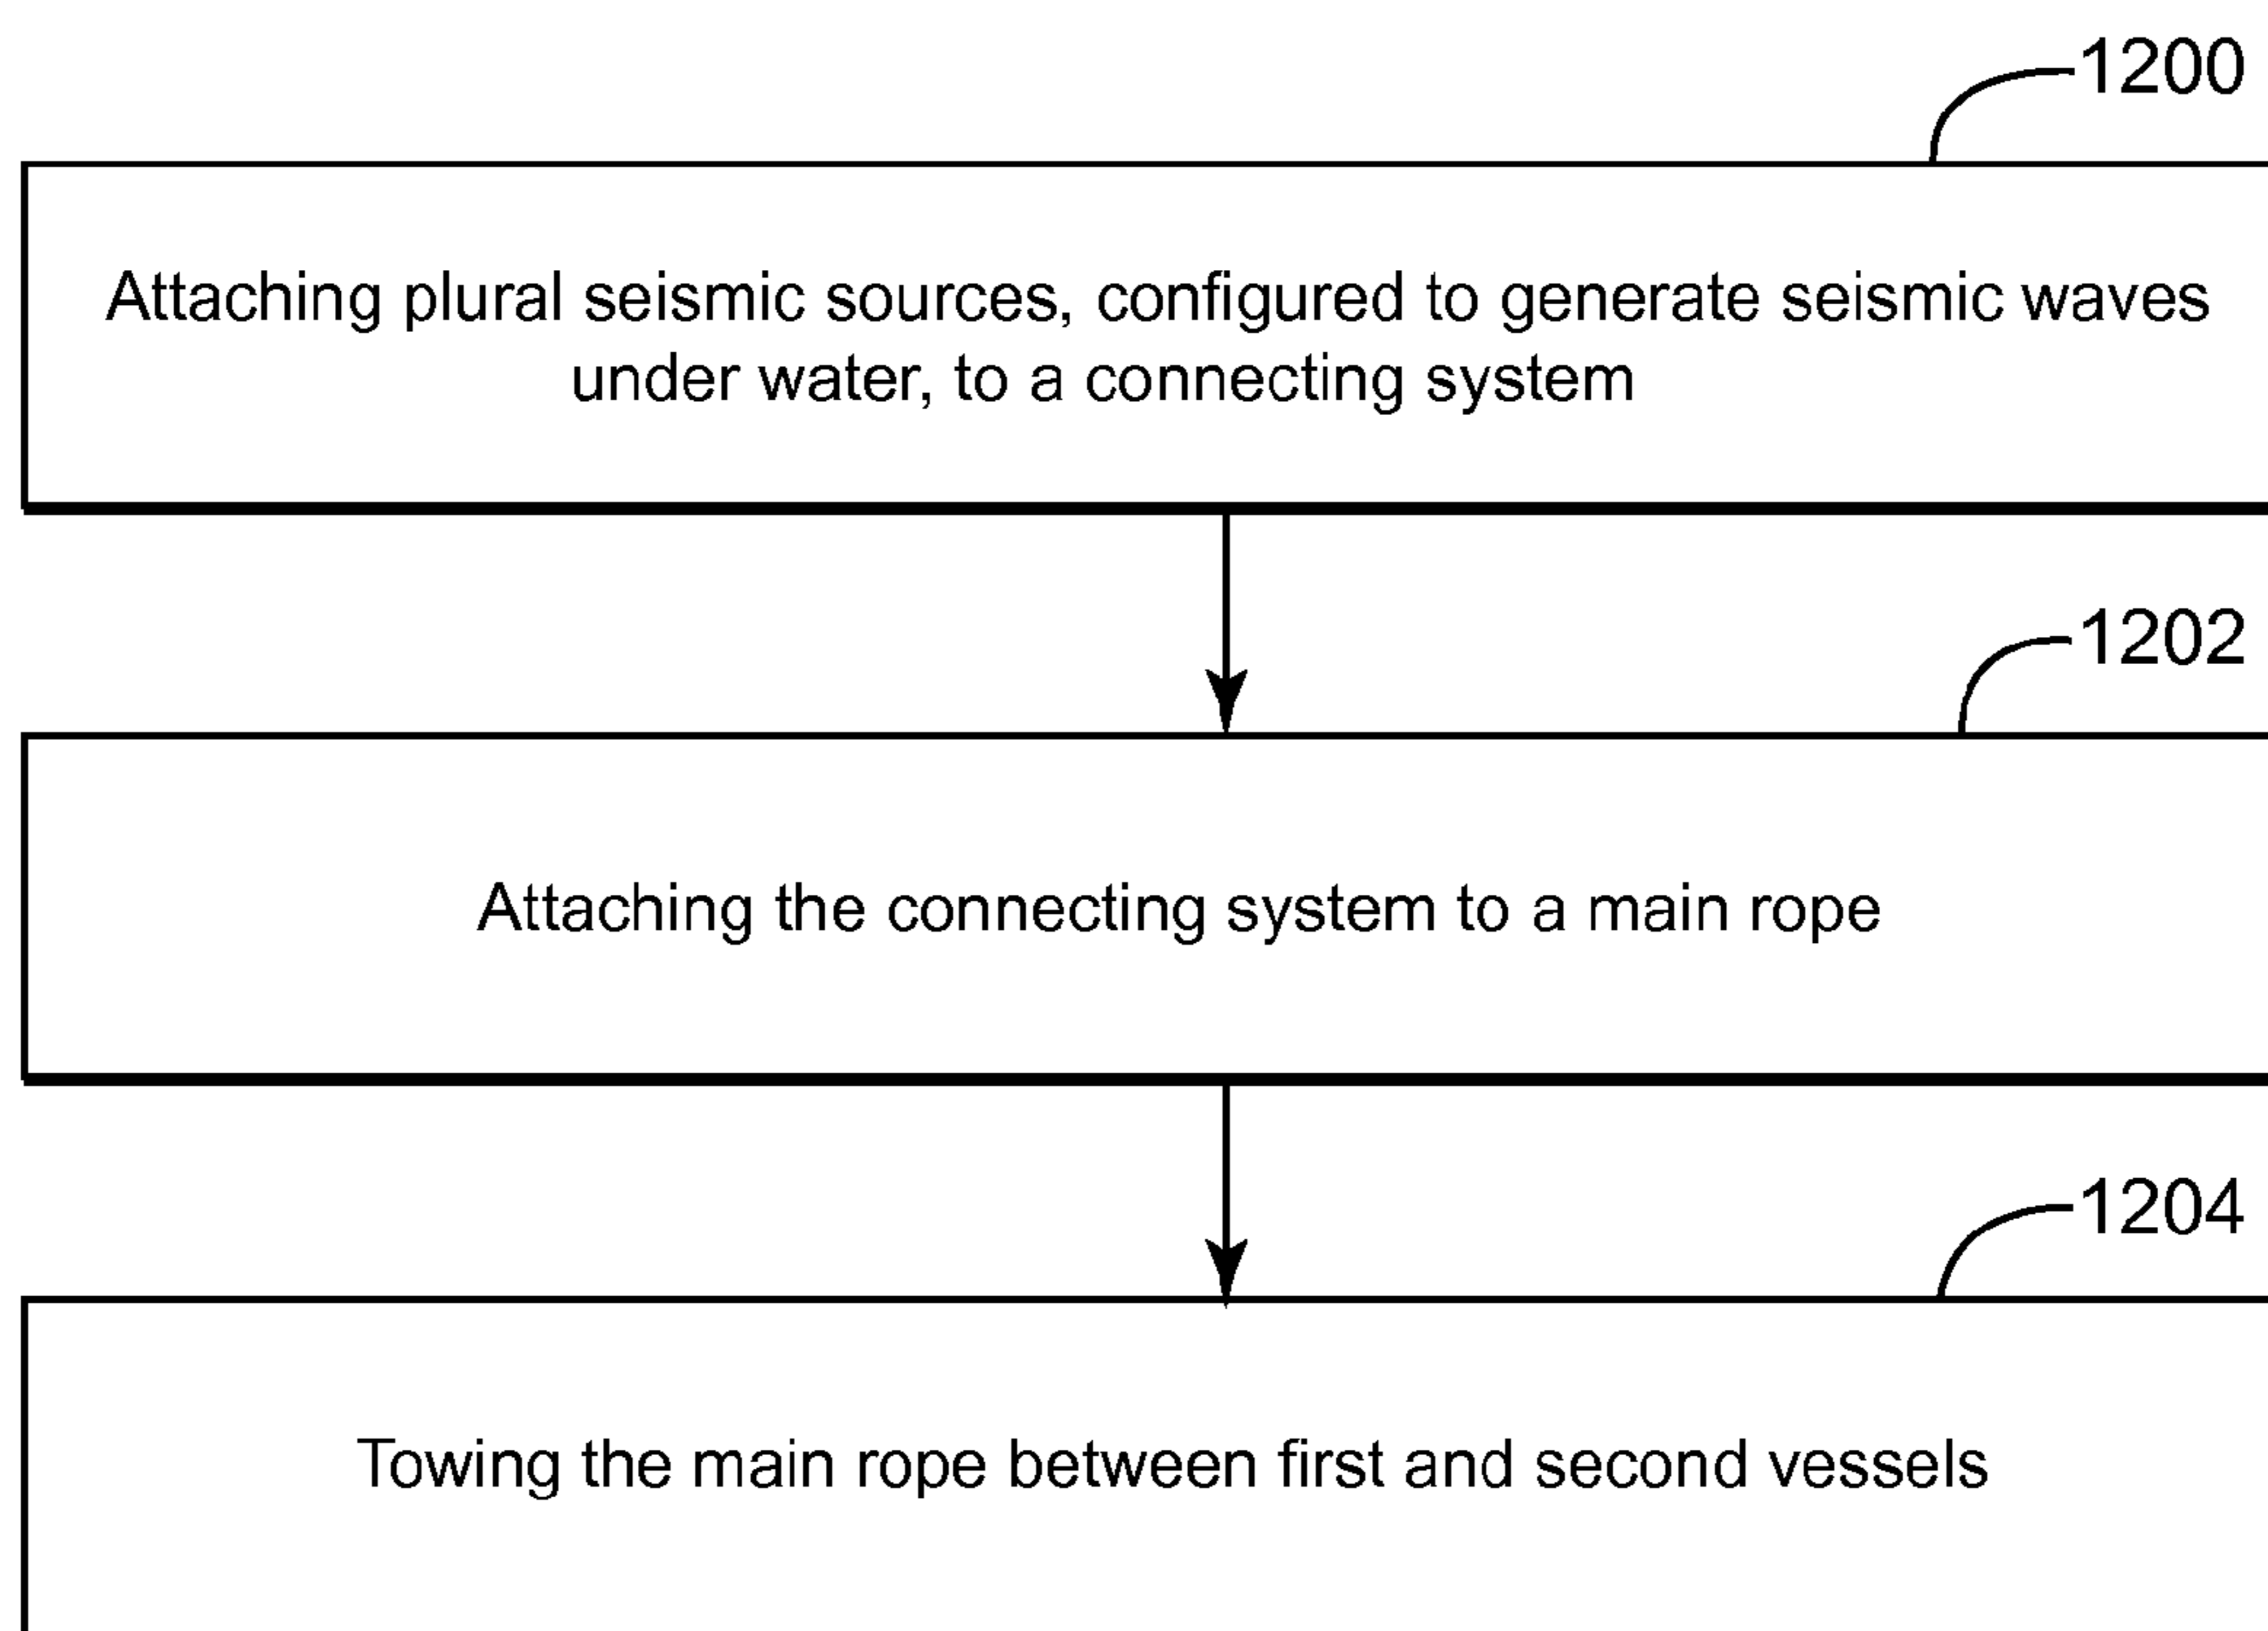 1200
Attaching plural seismic sources, configured to generate seismic waves
under water, to a connecting system
1202
Attaching the connecting system to a main rope
1204
Towing the main rope between first and second vessels